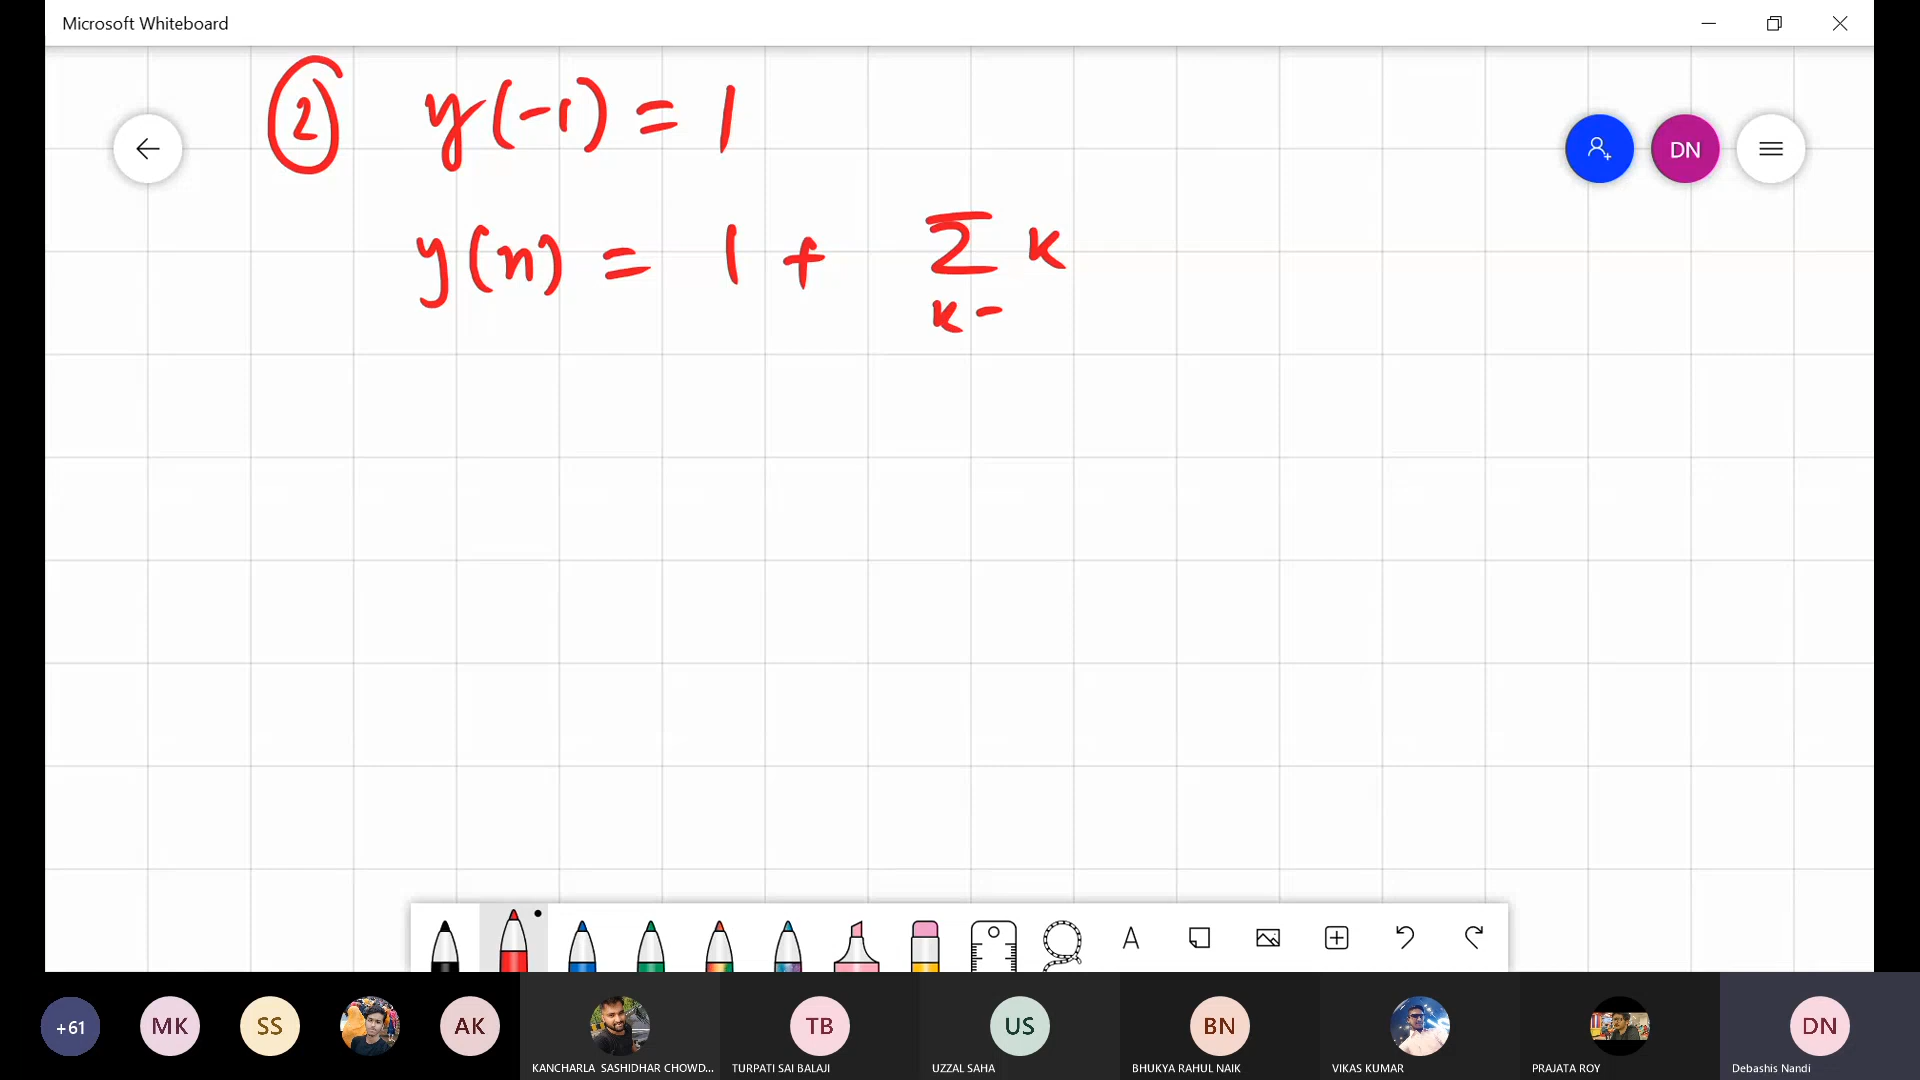 Microsoft Whiteboard
② y(-1) = 1
y(n) = 1 + Σ k
k -
DN
A
+61
MK
SS
AK
TB
US
BN
DN
KANCHARLA SASHIDHAR CHOWD...
TURPATI SAI BALAJI
UZZAL SAHA
BHUKYA RAHUL NAIK
VIKAS KUMAR
PRAJATA ROY
Debashis Nandi